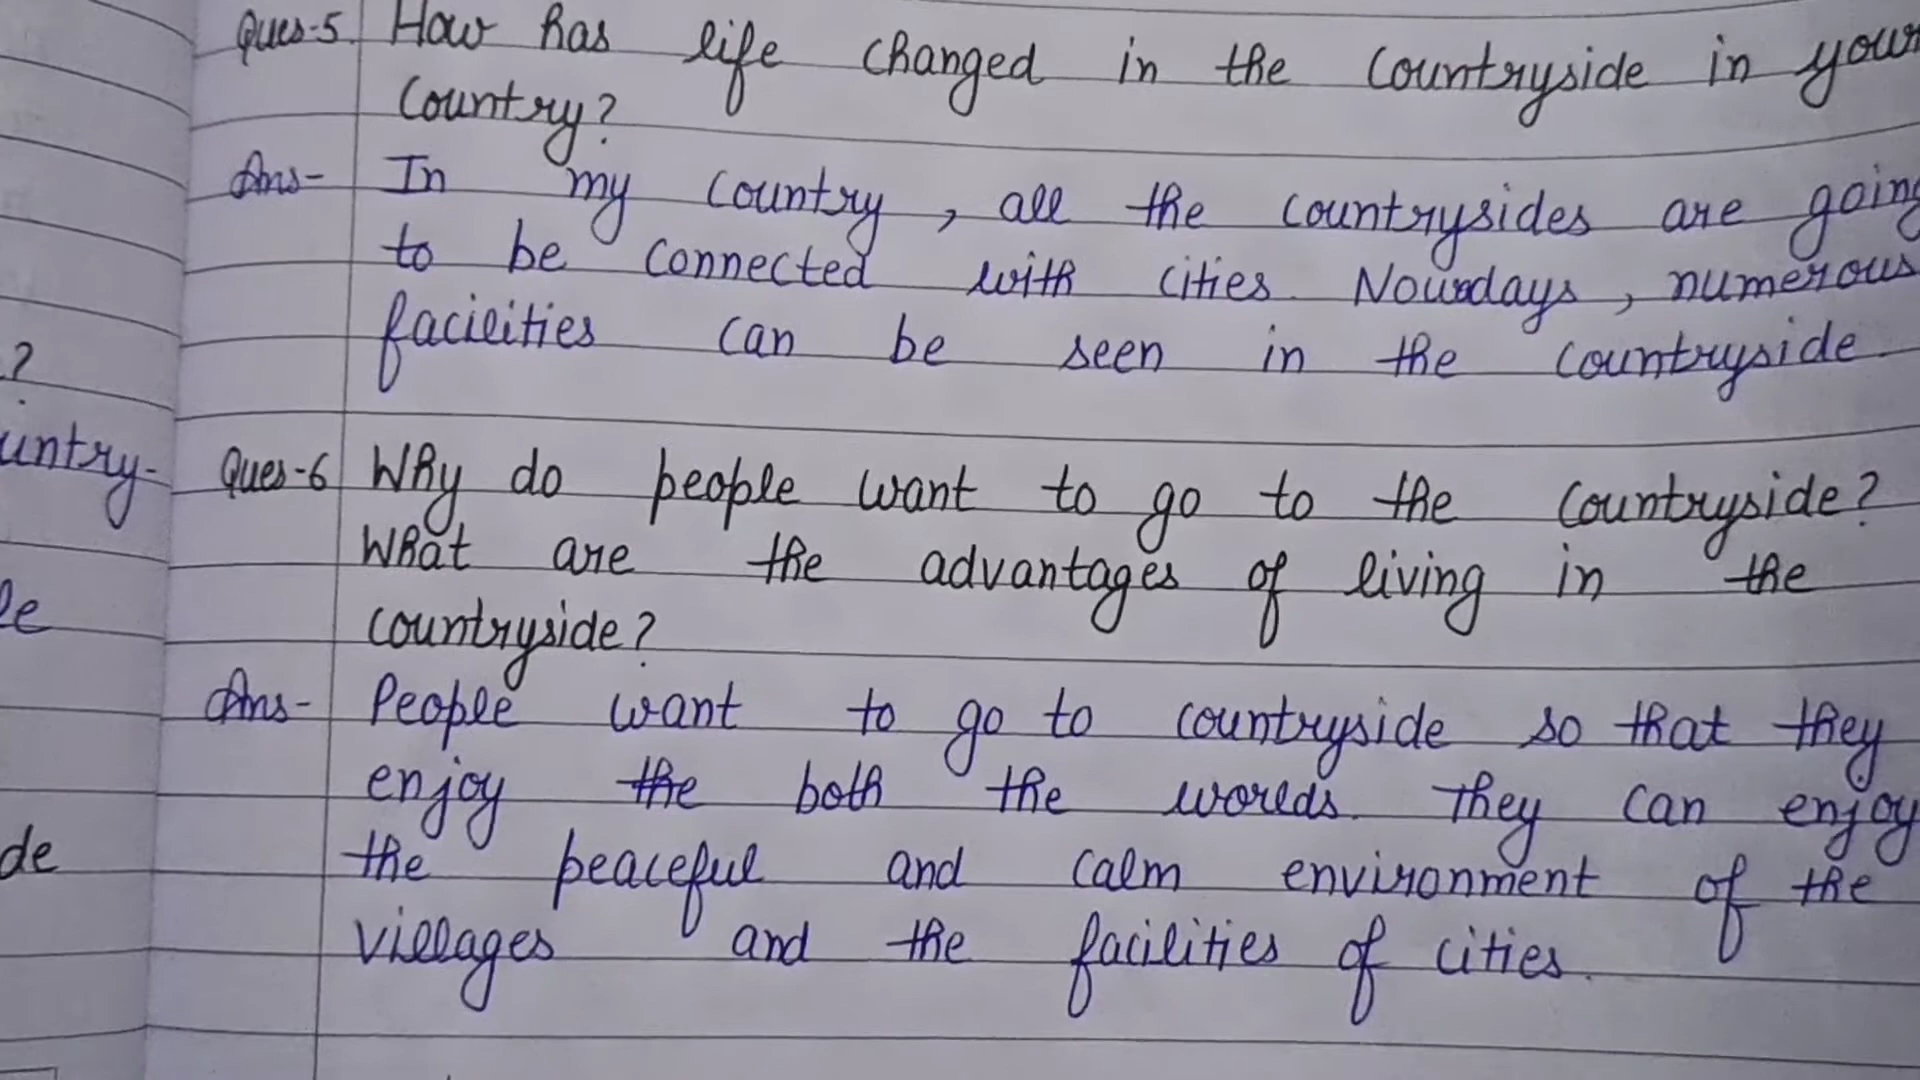 ?
untry-
le
de
Ques-5. How has life changed in the countryside in your
country?
Ans- In my country, all the countrysides are going
to be connected with cities. Nowadays, numerous
facilities can be seen in the countryside
Ques-6 Why do people want to go to the countryside?
What are the advantages of living in the
countryside?
Ans- People want to go to countryside so that they
enjoy the both the worlds. They can enjoy
the peaceful and calm environment of the
villages and the facilities of cities.